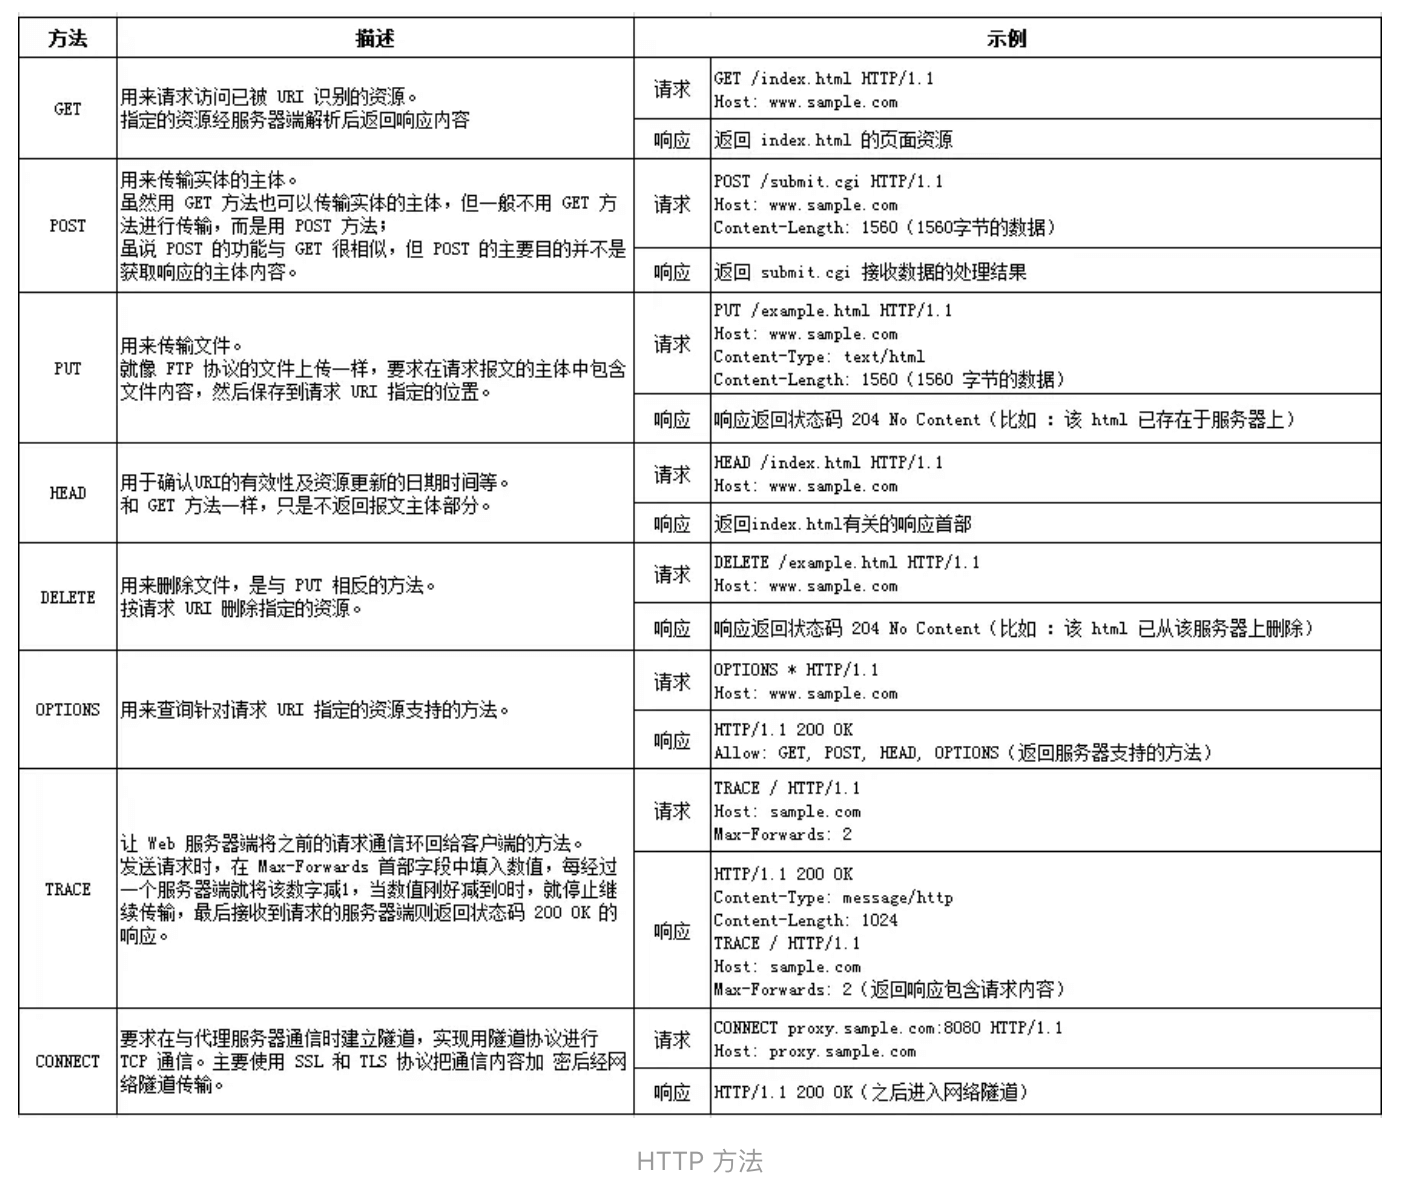 方法 描述 示例
GET
用来请求访问已被 URI 识别的资源。
指定的资源经服务器端解析后返回响应内容
请求
GET /index.html HTTP/1.1
Host: www.sample.com
响应
返回 index.html 的页面资源
POST
用来传输实体的主体。
虽然用 GET 方法也可以传输实体的主体，但一般不用 GET 方
法进行传输，而是用 POST 方法；
虽说 POST 的功能与 GET 很相似，但 POST 的主要目的并不是
获取响应的主体内容。
请求
POST /submit.cgi HTTP/1.1
Host: www.sample.com
Content-Length: 1560（1560字节的数据）
响应
返回 submit.cgi 接收数据的处理结果
PUT
用来传输文件。
就像 FTP 协议的文件上传一样，要求在请求报文的主体中包含
文件内容，然后保存到请求 URI 指定的位置。
请求
PUT /example.html HTTP/1.1
Host: www.sample.com
Content-Type: text/html
Content-Length: 1560（1560 字节的数据）
响应
响应返回状态码 204 No Content（比如 ：该 html 已存在于服务器上）
HEAD
用于确认URI的有效性及资源更新的日期时间等。
和 GET 方法一样，只是不返回报文主体部分。
请求
HEAD /index.html HTTP/1.1
Host: www.sample.com
响应
返回index.html有关的响应首部
DELETE
用来删除文件，是与 PUT 相反的方法。
按请求 URI 删除指定的资源。
请求
DELETE /example.html HTTP/1.1
Host: www.sample.com
响应
响应返回状态码 204 No Content（比如 ：该 html 已从该服务器上删除）
OPTIONS
用来查询针对请求 URI 指定的资源支持的方法。
请求
OPTIONS * HTTP/1.1
Host: www.sample.com
响应
HTTP/1.1 200 OK
Allow: GET, POST, HEAD, OPTIONS（返回服务器支持的方法）
TRACE
让 Web 服务器端将之前的请求通信环回给客户端的方法。
发送请求时，在 Max-Forwards 首部字段中填入数值，每经过
一个服务器端就将该数字减1，当数值刚好减到0时，就停止继
续传输，最后接收到请求的服务器端则返回状态码 200 OK 的
响应。
请求
TRACE / HTTP/1.1
Host: sample.com
Max-Forwards: 2
响应
HTTP/1.1 200 OK
Content-Type: message/http
Content-Length: 1024
TRACE / HTTP/1.1
Host: sample.com
Max-Forwards: 2（返回响应包含请求内容）
CONNECT
要求在与代理服务器通信时建立隧道，实现用隧道协议进行
TCP 通信。主要使用 SSL 和 TLS 协议把通信内容加 密后经网
络隧道传输。
请求
CONNECT proxy.sample.com:8080 HTTP/1.1
Host: proxy.sample.com
响应
HTTP/1.1 200 OK（之后进入网络隧道）
HTTP 方法